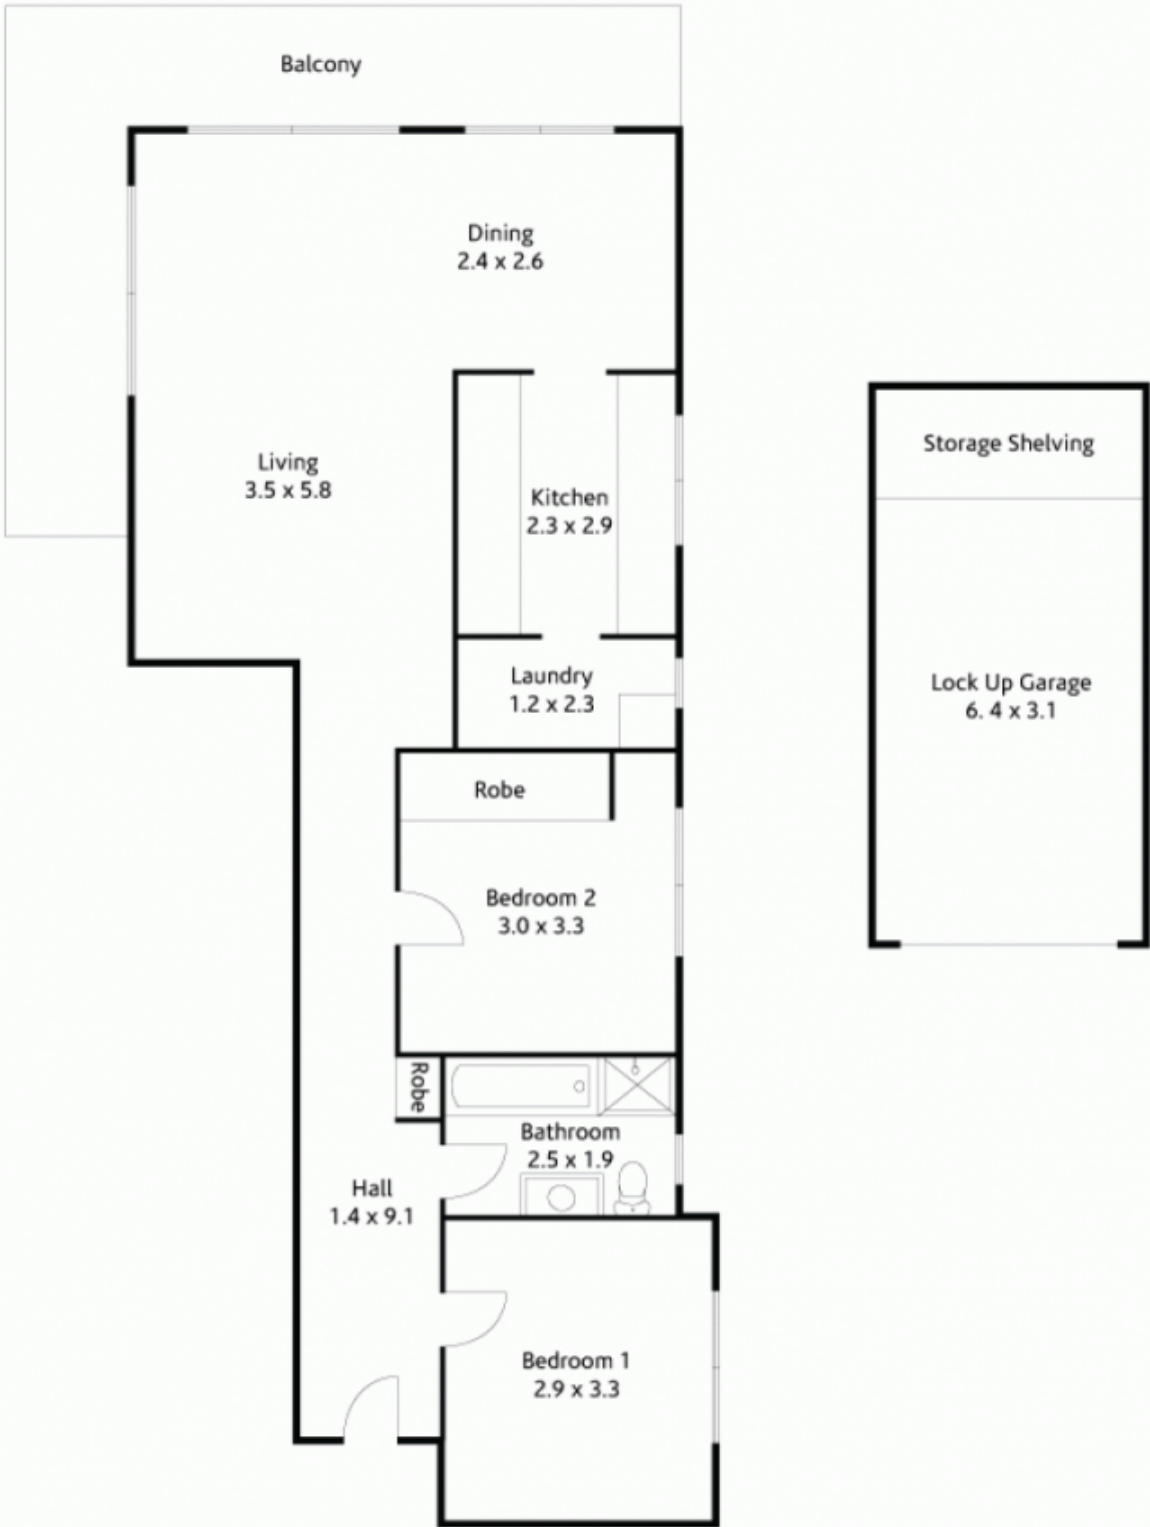 Balcony
Dining
2.4 x 2.6
Storage Shelving
Living
3.5 x 5.8
Kitchen
2.3 x 2.9
Laundry
1.2 x 2.3
Lock Up Garage
6. 4 x 3.1
Robe
Bedroom 2
3.0 x 3.3
Robe
Bathroom
2.5 x 1.9
Hall
1.4 x 9.1
Bedroom 1
2.9 x 3.3